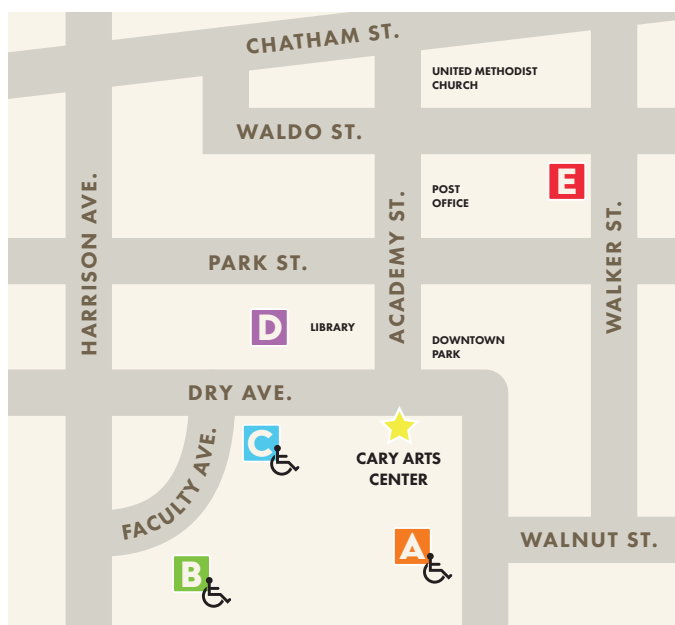 CHATHAM ST.
UNITED METHODIST
CHURCH
WALDO ST.
HARRISON AVE.
ACADEMY ST.
POST
OFFICE
E
WALKER ST.
PARK ST.
D
LIBRARY
DOWNTOWN
PARK
DRY AVE.
FACULTY AVE.
C
CARY ARTS
CENTER
A
WALNUT ST.
B